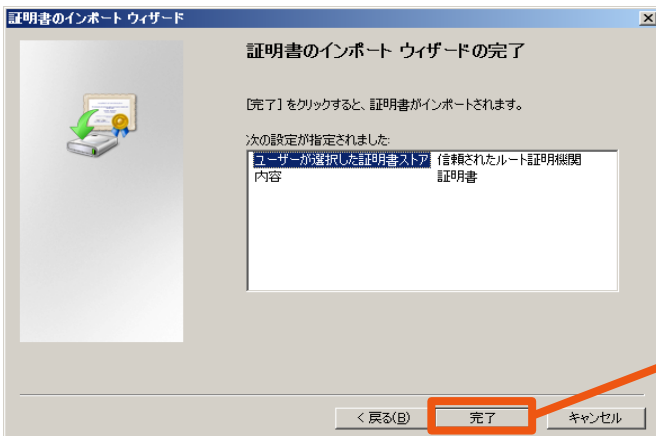 証明書のインポート ウィザード
証明書のインポート ウィザードの完了
[完了] をクリックすると、証明書がインポートされます。
次の設定が指定されました:
ユーザーが選択した証明書ストア 信頼されたルート証明機関
内容 証明書
< 戻る(B) 完了 キャンセル